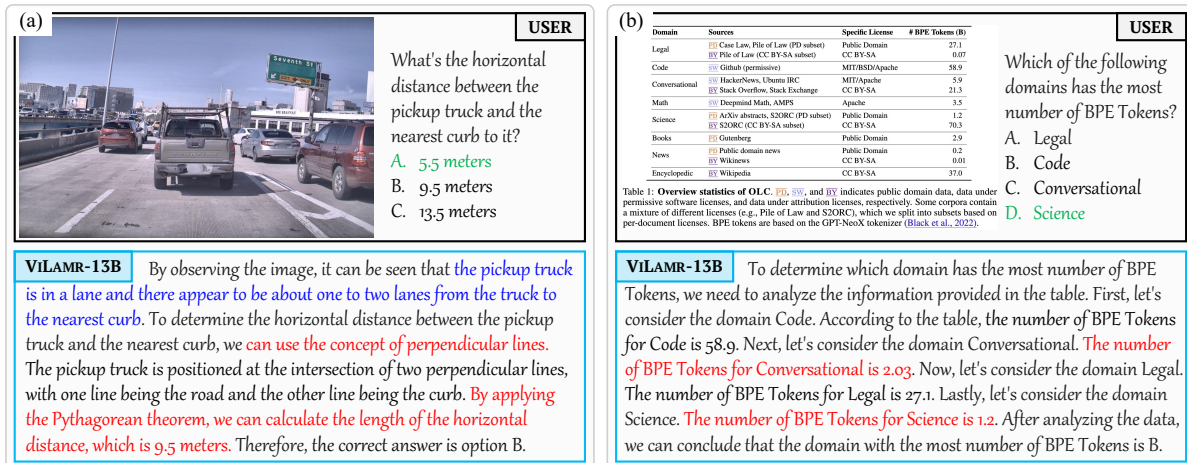 (a)
USER
Seventh St
What's the horizontal
distance between the
pickup truck and the
nearest curb to it?
A. 5.5 meters
B. 9.5 meters
C. 13.5 meters
VILAMR-13B By observing the image, it can be seen that the pickup truck
is in a lane and there appear to be about one to two lanes from the truck to
the nearest curb. To determine the horizontal distance between the pickup
truck and the nearest curb, we can use the concept of perpendicular lines.
The pickup truck is positioned at the intersection of two perpendicular lines,
with one line being the road and the other line being the curb. By applying
the Pythagorean theorem, we can calculate the length of the horizontal
distance, which is 9.5 meters. Therefore, the correct answer is option B.
(b)
USER
Domain Sources Specific License # BPE Tokens (B)
Legal PD Case Law, Pile of Law (PD subset) Public Domain 27.1
BY Pile of Law (CC BY-SA subset) CC BY-SA 0.07
Code SW Github (permissive) MIT/BSD/Apache 58.9
Conversational SW HackerNews, Ubuntu IRC MIT/Apache 5.9
BY Stack Overflow, Stack Exchange CC BY-SA 21.3
Math SW Deepmind Math, AMPS Apache 3.5
Science PD ArXiv abstracts, S2ORC (PD subset) Public Domain 1.2
BY S2ORC (CC BY-SA subset) CC BY-SA 70.3
Books PD Gutenberg Public Domain 2.9
News PD Public domain news Public Domain 0.2
BY Wikinews CC BY-SA 0.01
Encyclopedic BY Wikipedia CC BY-SA 37.0
Table 1: Overview statistics of OLC. PD, SW, and BY indicates public domain data, data under
permissive software licenses, and data under attribution licenses, respectively. Some corpora contain
a mixture of different licenses (e.g., Pile of Law and S2ORC), which we split into subsets based on
per-document licenses. BPE tokens are based on the GPT-NeoX tokenizer (Black et al., 2022).
Which of the following
domains has the most
number of BPE Tokens?
A. Legal
B. Code
C. Conversational
D. Science
VILAMR-13B To determine which domain has the most number of BPE
Tokens, we need to analyze the information provided in the table. First, let's
consider the domain Code. According to the table, the number of BPE Tokens
for Code is 58.9. Next, let's consider the domain Conversational. The number
of BPE Tokens for Conversational is 2.03. Now, let's consider the domain Legal.
The number of BPE Tokens for Legal is 27.1. Lastly, let's consider the domain
Science. The number of BPE Tokens for Science is 1.2. After analyzing the data,
we can conclude that the domain with the most number of BPE Tokens is B.